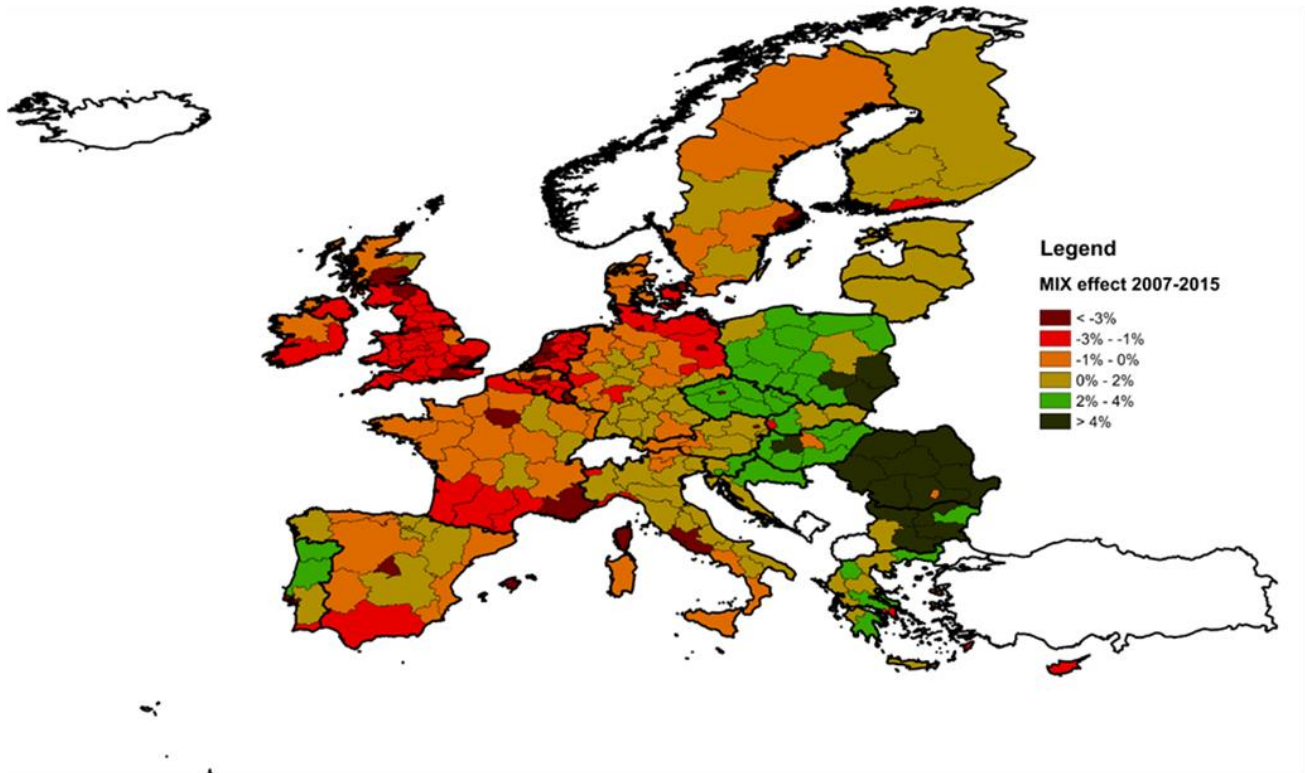 Legend
MIX effect 2007-2015
< -3%
-3% - -1%
-1% - 0%
0% - 2%
2% - 4%
> 4%